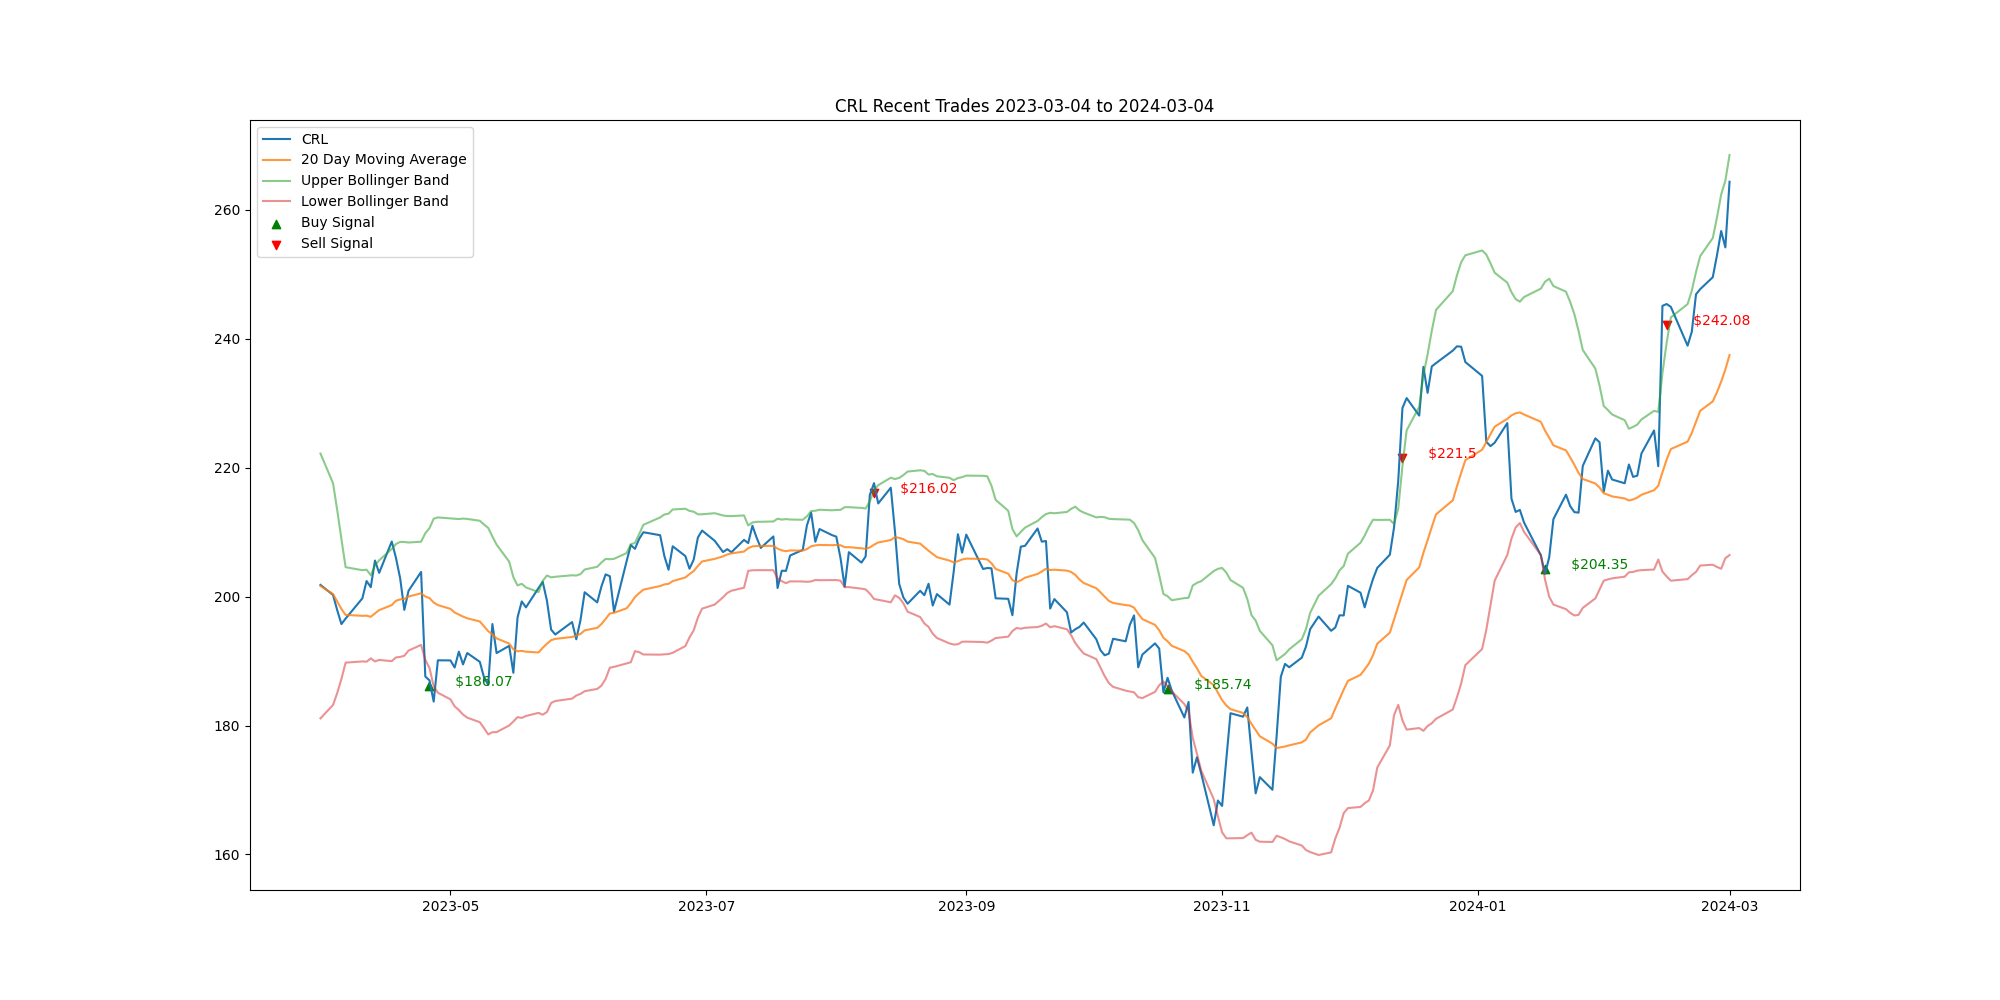 CRL Recent Trades 2023-03-04 to 2024-03-04
CRL
20 Day Moving Average
Upper Bollinger Band
Lower Bollinger Band
Buy Signal
Sell Signal
260
240
220
200
180
160
$186.07
$216.02
$185.74
$221.5
$204.35
$242.08
2023-05
2023-07
2023-09
2023-11
2024-01
2024-03